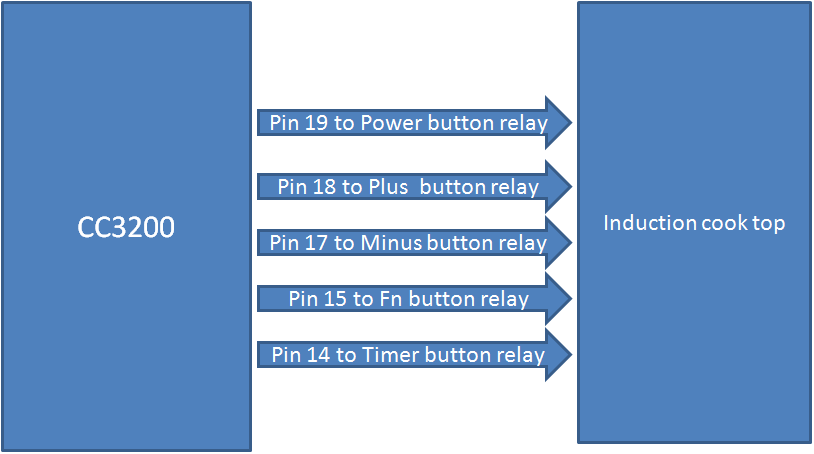 Pin 19 to Power button relay
Pin 18 to Plus  button relay
CC3200
Induction cook top
Pin 17 to Minus button relay
Pin 15 to Fn button relay
Pin 14 to Timer button relay